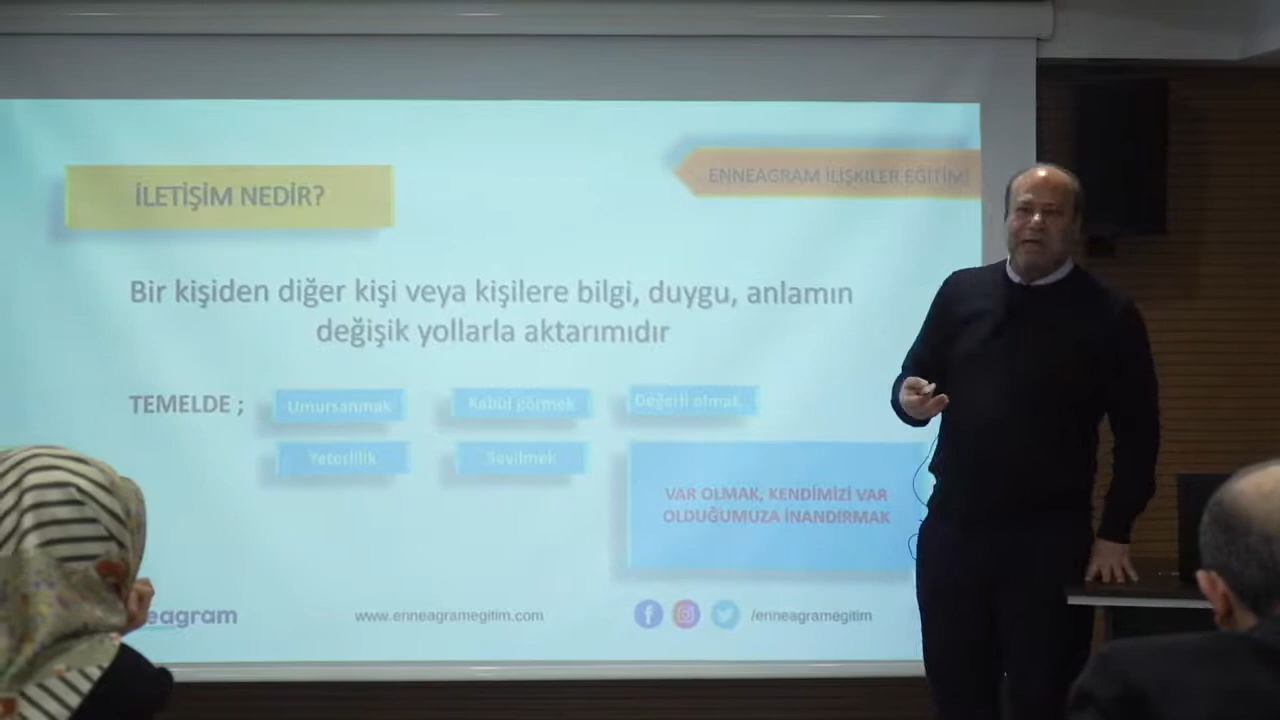 İLETİŞİM NEDİR?
ENNEAGRAM İLİŞKİLER EĞİTİMİ
Bir kişiden diğer kişi veya kişilere bilgi, duygu, anlamın
değişik yollarla aktarımıdır
TEMELDE ;
Umursanmak
Kabül görmek
Değerli olmak..
Yeterlilik
Sevilmek
VAR OLMAK, KENDİMİZİ VAR
OLDUĞUMUZA İNANDIRMAK
eagram
www.enneagramegitim.com
/enneagramegitim